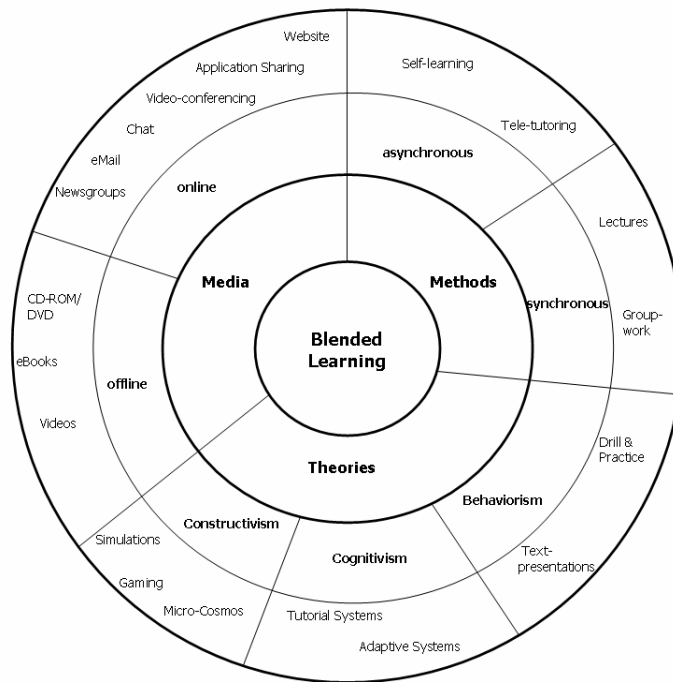 Website
Self-learning
Application Sharing
Video-conferencing
Tele-tutoring
Chat
asynchronous
eMail
online
Newsgroups
Lectures
Media
Methods
CD-ROM/
DVD
synchronous
Group-
work
Blended
Learning
eBooks
offline
Videos
Drill &
Practice
Theories
Behaviorism
Constructivism
Simulations
Cognitivism
Text-
presentations
Gaming
Micro-Cosmos
Tutorial Systems
Adaptive Systems